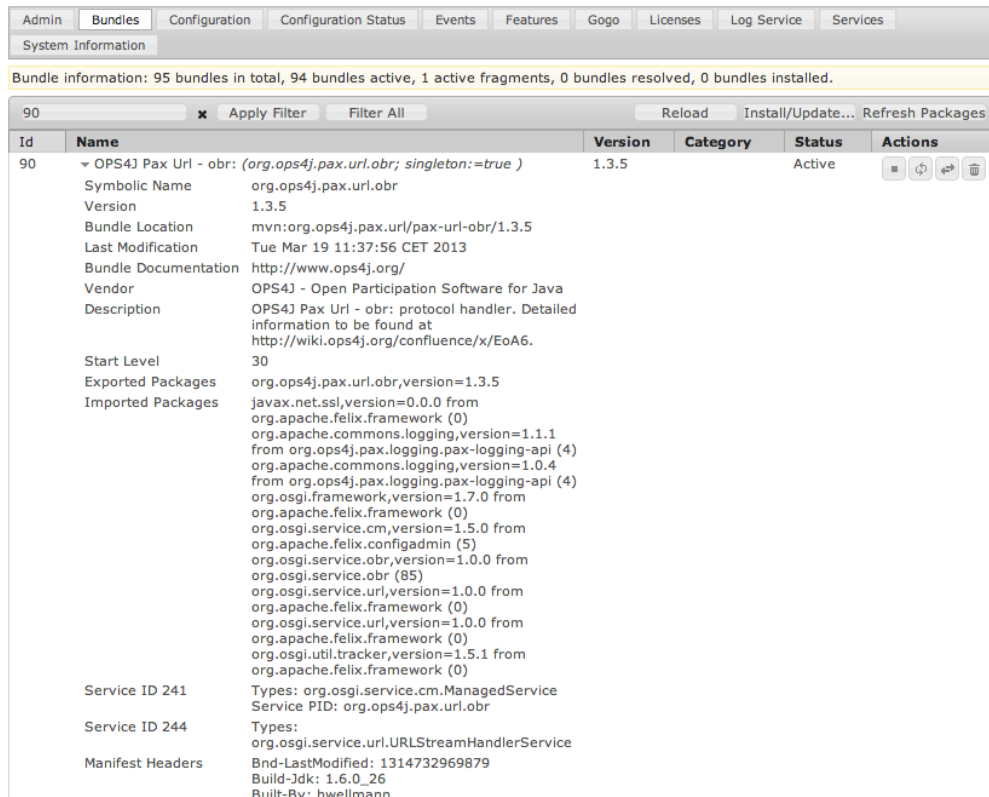 Admin Bundles Configuration Configuration Status Events Features Gogo Licenses Log Service Services
System Information
Bundle information: 95 bundles in total, 94 bundles active, 1 active fragments, 0 bundles resolved, 0 bundles installed.
90 Apply Filter Filter All Reload Install/Update... Refresh Packages
Id Name Version Category Status Actions
90 OPS4J Pax Url - obr: (org.ops4j.pax.url.obr; singleton:=true ) 1.3.5 Active
Symbolic Name org.ops4j.pax.url.obr
Version 1.3.5
Bundle Location mvn:org.ops4j.pax.url/pax-url-obr/1.3.5
Last Modification Tue Mar 19 11:37:56 CET 2013
Bundle Documentation http://www.ops4j.org/
Vendor OPS4J - Open Participation Software for Java
Description OPS4J Pax Url - obr: protocol handler. Detailed
information to be found at
http://wiki.ops4j.org/confluence/x/EoA6.
Start Level 30
Exported Packages org.ops4j.pax.url.obr,version=1.3.5
Imported Packages javax.net.ssl,version=0.0.0 from
org.apache.felix.framework (0)
org.apache.commons.logging,version=1.1.1
from org.ops4j.pax.logging.pax-logging-api (4)
org.apache.commons.logging,version=1.0.4
from org.ops4j.pax.logging.pax-logging-api (4)
org.osgi.framework,version=1.7.0 from
org.apache.felix.framework (0)
org.osgi.service.cm,version=1.5.0 from
org.apache.felix.configadmin (5)
org.osgi.service.obr,version=1.0.0 from
org.osgi.service.obr (85)
org.osgi.service.url,version=1.0.0 from
org.apache.felix.framework (0)
org.osgi.service.url,version=1.0.0 from
org.apache.felix.framework (0)
org.osgi.util.tracker,version=1.5.1 from
org.apache.felix.framework (0)
Service ID 241 Types: org.osgi.service.cm.ManagedService
Service PID: org.ops4j.pax.url.obr
Service ID 244 Types:
org.osgi.service.url.URLStreamHandlerService
Manifest Headers Bnd-LastModified: 1314732969879
Build-Jdk: 1.6.0_26
Built-By: hwellmann